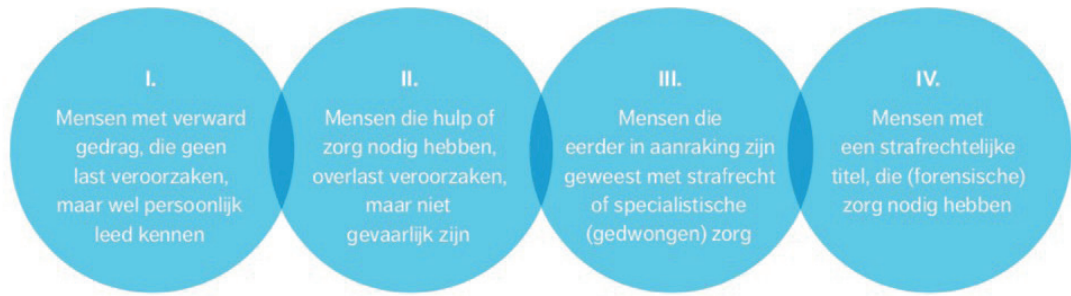 I.
Mensen met verward
gedrag, die geen
last veroorzaken,
maar wel persoonlijk
leed kennen
II.
Mensen die hulp of
zorg nodig hebben,
overlast veroorzaken,
maar niet
gevaarlijk zijn
III.
Mensen die
eerder in aanraking zijn
geweest met strafrecht
of specialistische
(gedwongen) zorg
IV.
Mensen met
een strafrechtelijke
titel, die (forensische)
zorg nodig hebben